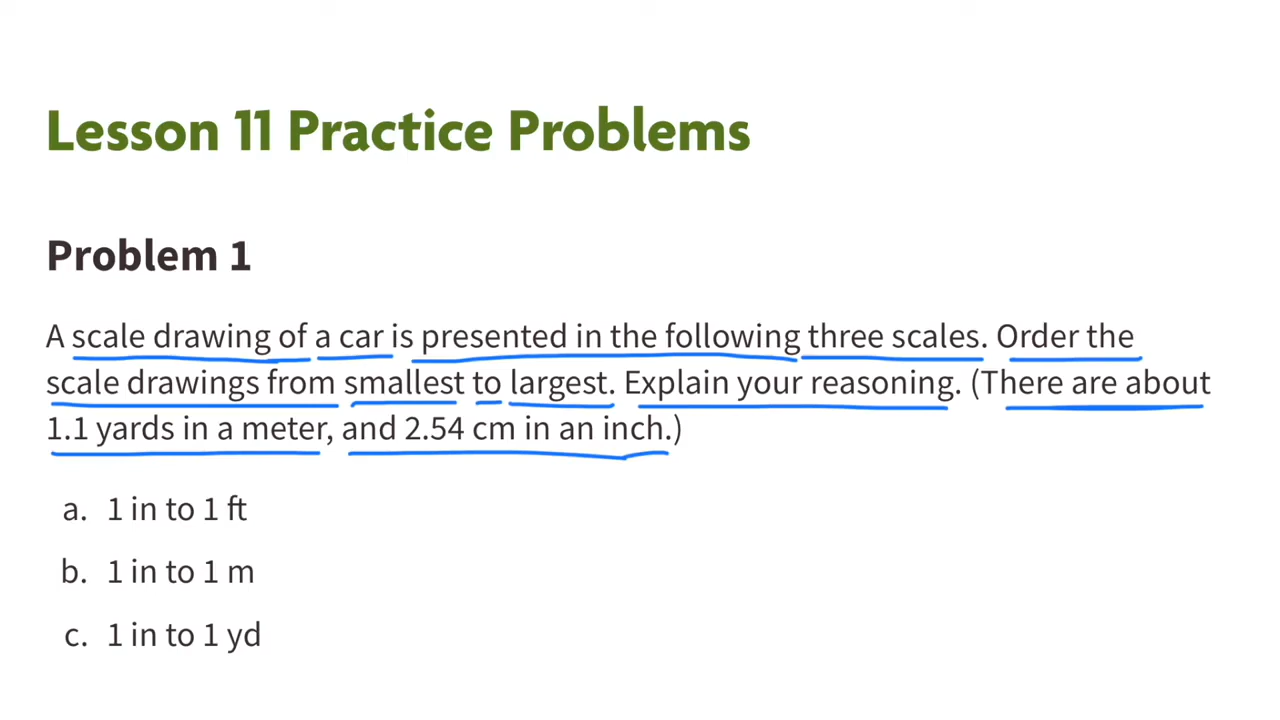 Lesson 11 Practice Problems
Problem 1
A scale drawing of a car is presented in the following three scales. Order the
scale drawings from smallest to largest. Explain your reasoning. (There are about
1.1 yards in a meter, and 2.54 cm in an inch.)
a. 1 in to 1 ft
b. 1 in to 1 m
c. 1 in to 1 yd